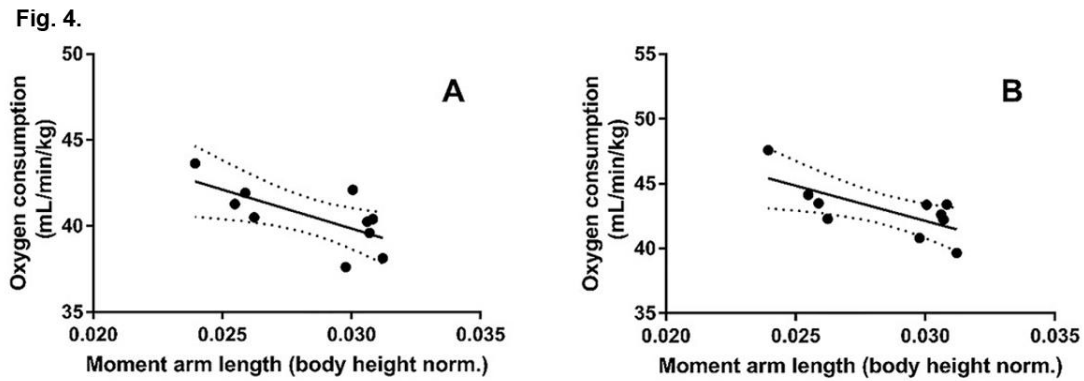 Fig. 4.
A
50
45
40
35
Oxygen consumption
(mL/min/kg)
0.020
0.025
0.030
0.035
Moment arm length (body height norm.)
B
55
50
45
40
35
Oxygen consumption
(mL/min/kg)
0.020
0.025
0.030
0.035
Moment arm length (body height norm.)